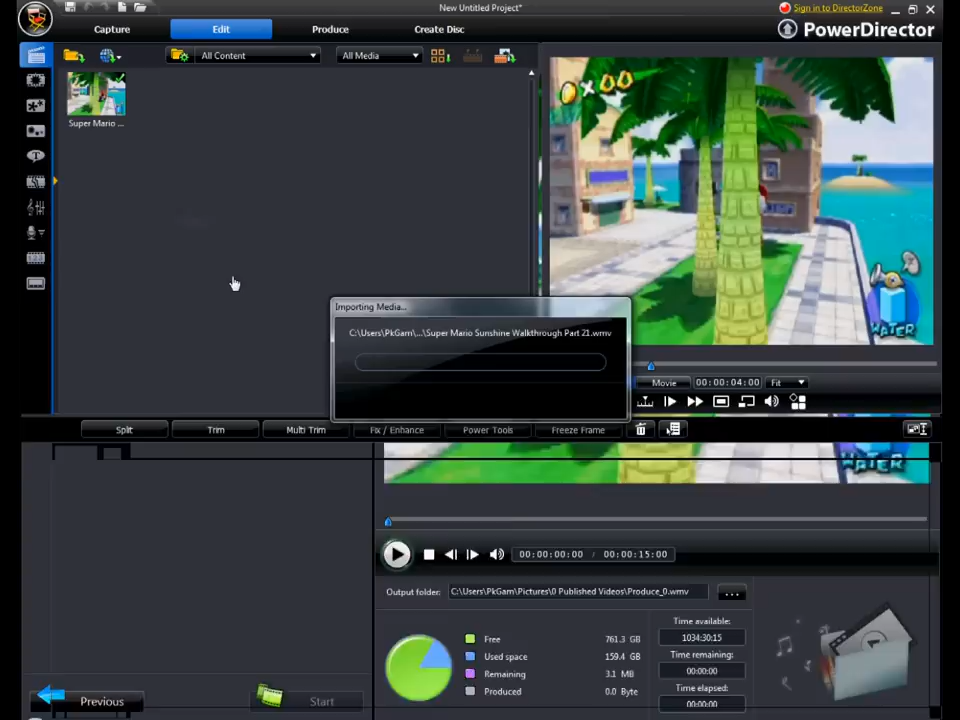 New Untitled Project*
Sign in to DirectorZone
Capture
Edit
Produce
Create Disc
PowerDirector
All Content
All Media
Super Mario ...
Importing Media...
C:\Users\PkGam\...\Super Mario Sunshine Walkthrough Part 21.wmv
WATER
Movie
00:00:04:00
Fit
Split
Trim
Multi Trim
Fix / Enhance
Power Tools
Freeze Frame
WATER
00:00:00:00 / 00:00:15:00
Output folder: C:\Users\PkGam\Pictures\0 Published Videos\Produce_0.wmv ...
Free 761.3 GB
Used space 159.4 GB
Remaining 3.1 MB
Produced 0.0 Byte
Time available:
1034:30:15
Time remaining:
00:00:00
Time elapsed:
00:00:00
Previous
Start